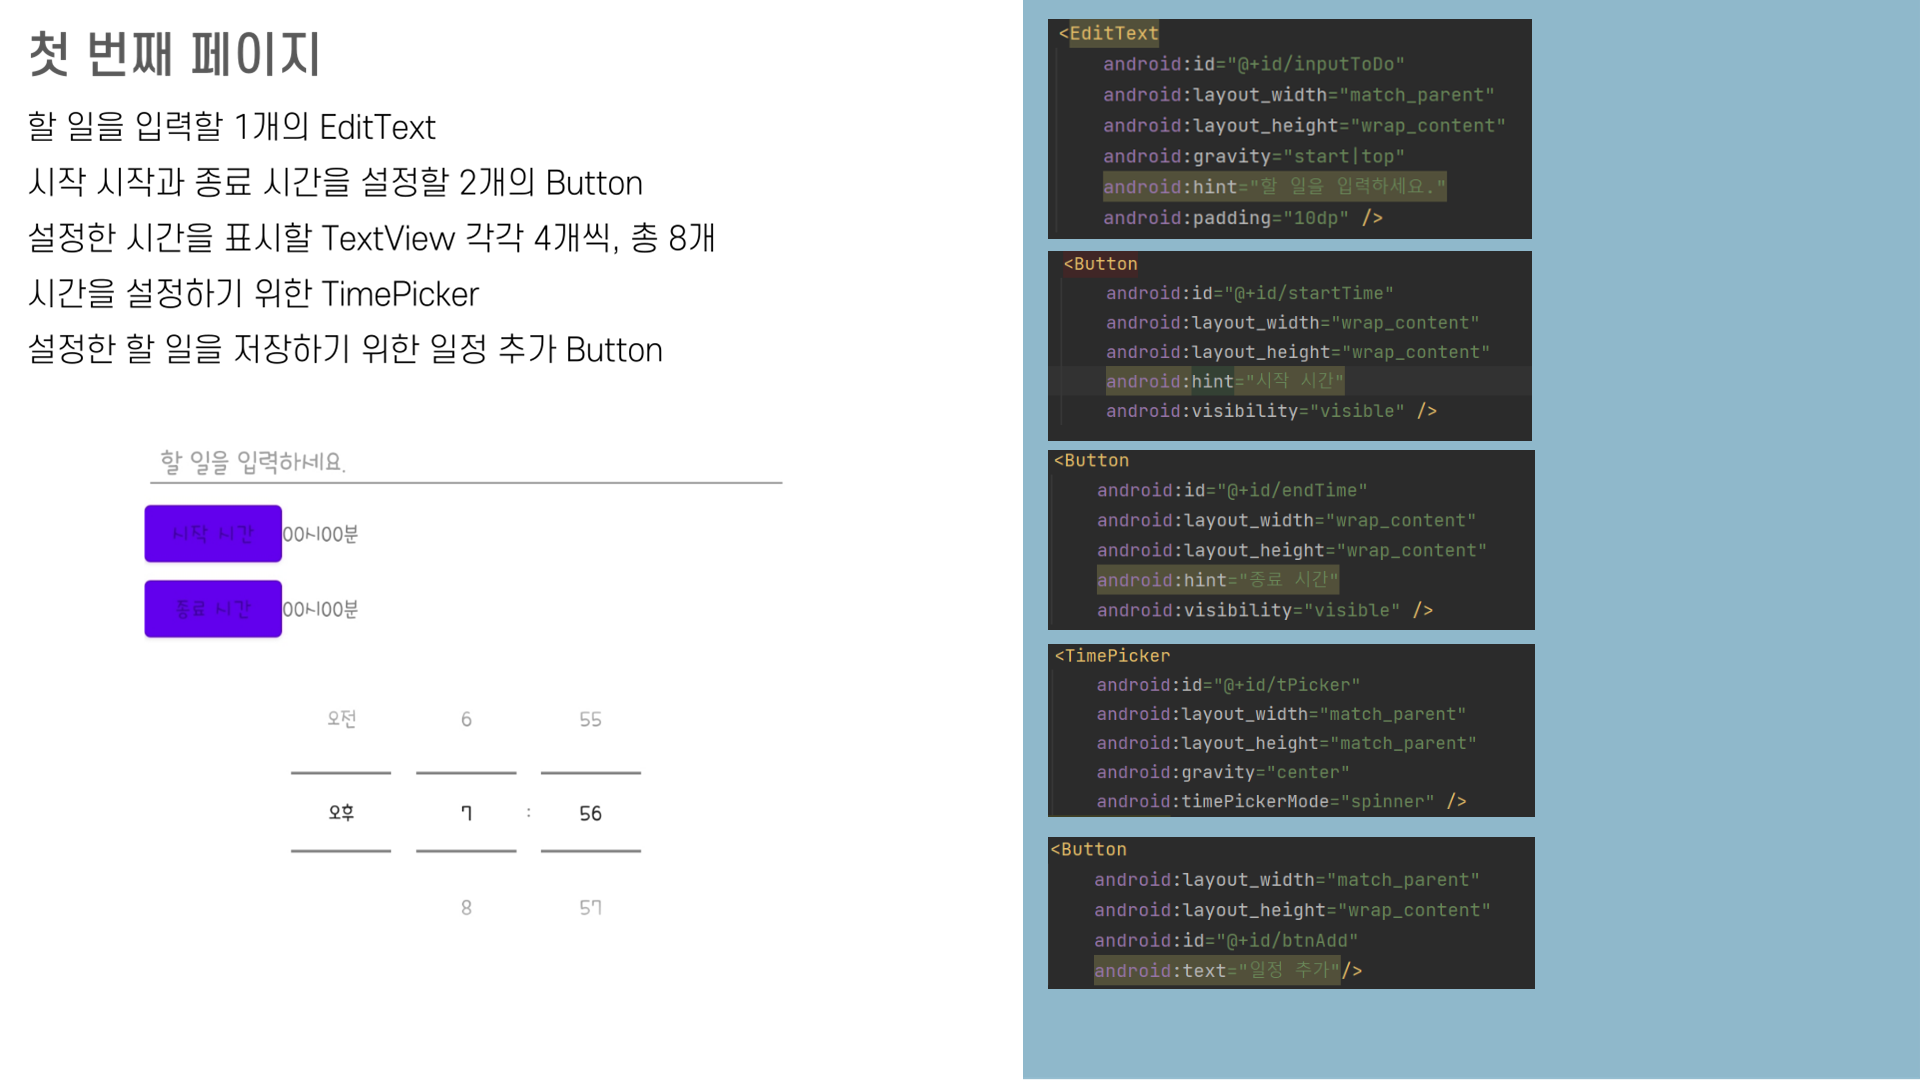 첫 번째 페이지
할 일을 입력할 1개의 EditText
시작 시작과 종료 시간을 설정할 2개의 Button
설정한 시간을 표시할 TextView 각각 4개씩, 총 8개
시간을 설정하기 위한 TimePicker
설정한 할 일을 저장하기 위한 일정 추가 Button
할 일을 입력하세요.
시작 시간 00시00분
종료 시간 00시00분
오전 6 55
오후 7 : 56
8 57
<EditText
android:id="@+id/inputToDo"
android:layout_width="match_parent"
android:layout_height="wrap_content"
android:gravity="start|top"
android:hint="할 일을 입력하세요."
android:padding="10dp" />
<Button
android:id="@+id/startTime"
android:layout_width="wrap_content"
android:layout_height="wrap_content"
android:hint="시작 시간"
android:visibility="visible" />
<Button
android:id="@+id/endTime"
android:layout_width="wrap_content"
android:layout_height="wrap_content"
android:hint="종료 시간"
android:visibility="visible" />
<TimePicker
android:id="@+id/tPicker"
android:layout_width="match_parent"
android:layout_height="match_parent"
android:gravity="center"
android:timePickerMode="spinner" />
<Button
android:layout_width="match_parent"
android:layout_height="wrap_content"
android:id="@+id/btnAdd"
android:text="일정 추가"/>